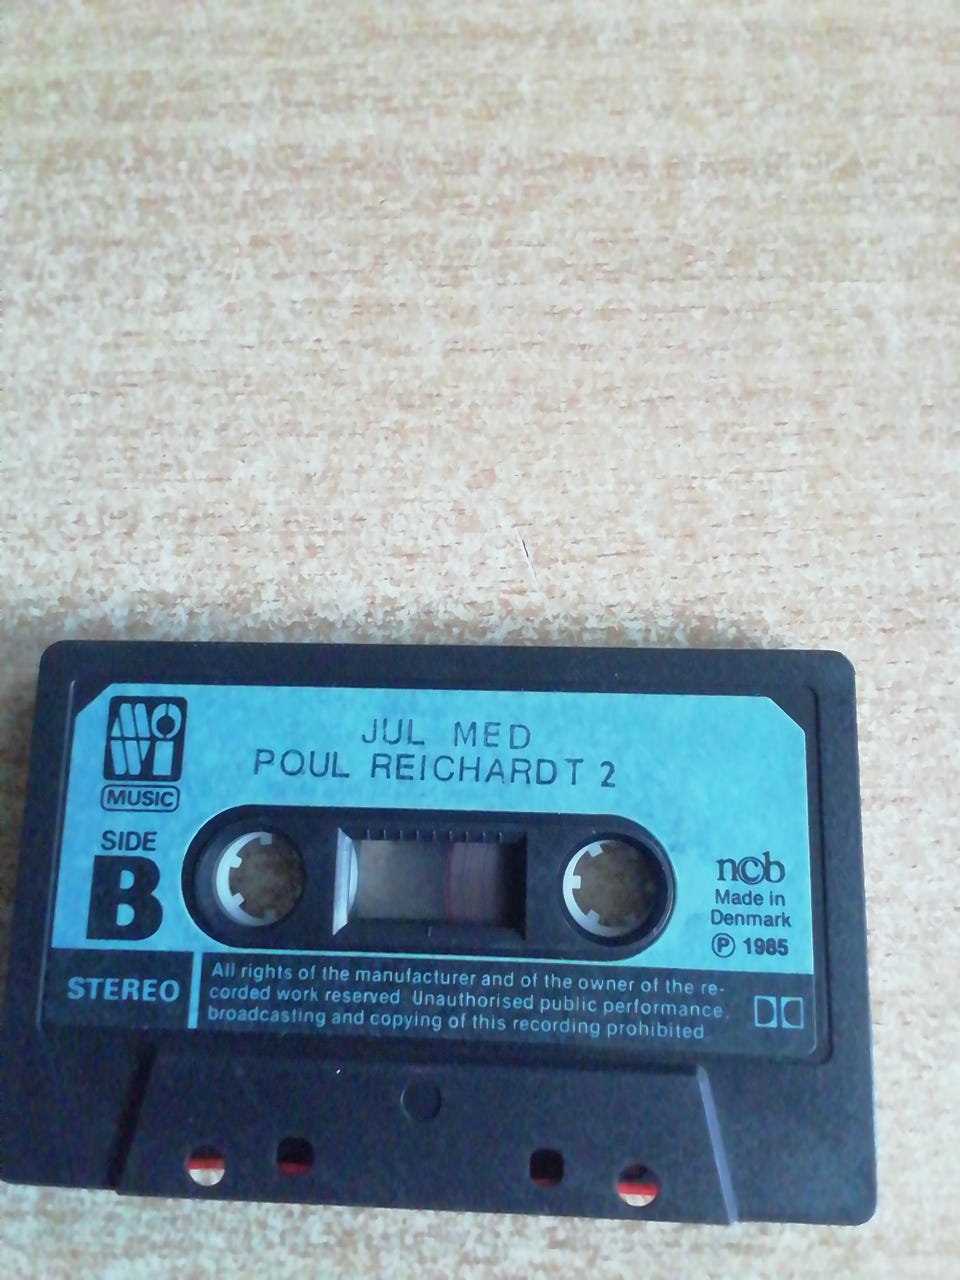 MOWI
MUSIC
JUL MED
POUL REICHARDT 2
SIDE
B
ncb
Made in
Denmark
Ⓟ 1985
STEREO
All rights of the manufacturer and of the owner of the re-
corded work reserved Unauthorised public performance,
broadcasting and copying of this recording prohibited